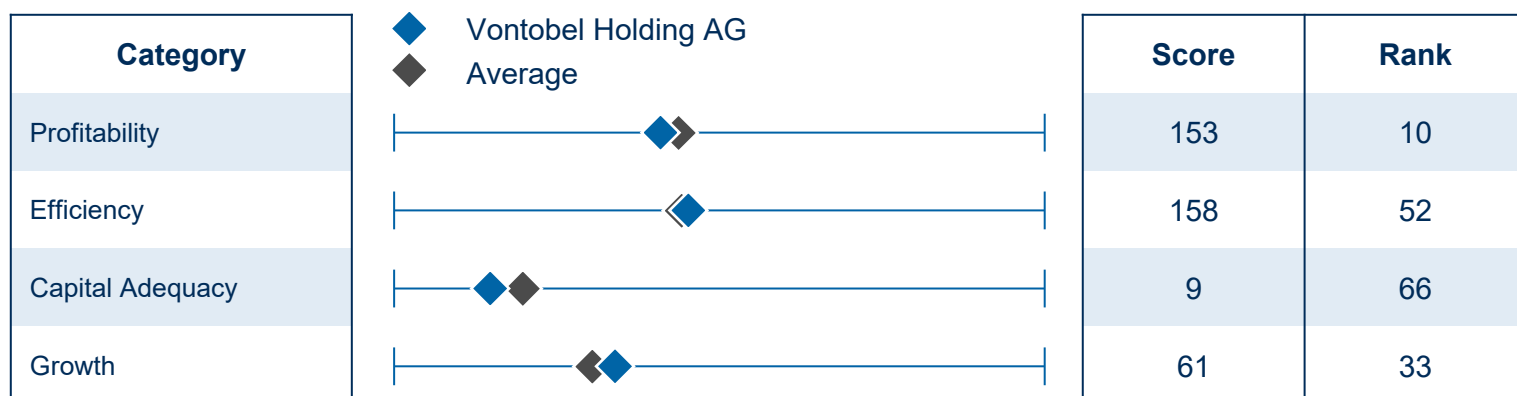 Category
Vontobel Holding AG
Average
Score Rank
Profitability 153 10
Efficiency 158 52
Capital Adequacy 9 66
Growth 61 33